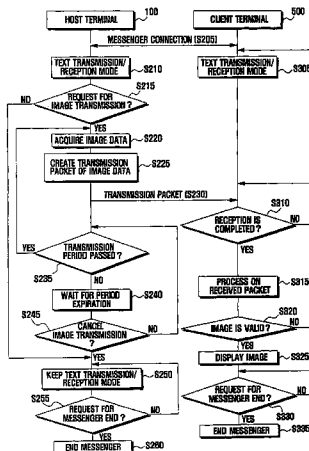 HOST TERMINAL
100
CLIENT TERMINAL
500
MESSENGER CONNECTION (S205)
TEXT TRANSMISSION/
RECEPTION MODE
S210
TEXT TRANSMISSION/
RECEPTION MODE
S305
NO
REQUEST FOR
IMAGE TRANSMISSION ?
S215
YES
ACQUIRE IMAGE DATA
S220
CREATE TRANSMISSION
PACKET OF IMAGE DATA
S225
TRANSMISSION PACKET (S230)
RECEPTION IS
COMPLETED ?
S310
NO
YES
YES
TRANSMISSION
PERIOD PASSED ?
S235
NO
PROCESS ON
RECEIVED PACKET
S315
WAIT FOR PERIOD
EXPIRATION
S240
S245
CANCEL
IMAGE TRANSMISSION ?
NO
YES
IMAGE IS VALID ?
S320
NO
YES
DISPLAY IMAGE
S325
KEEP TEXT TRANSMISSION/
RECEPTION MODE
S250
S255
REQUEST FOR
MESSENGER END ?
NO
YES
REQUEST FOR
MESSENGER END ?
NO
S330
YES
END MESSENGER
S260
END MESSENGER
S335